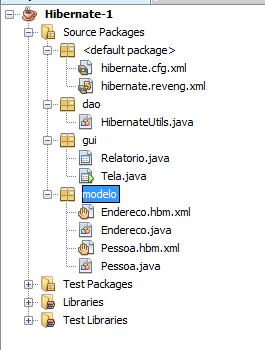 Hibernate-1
Source Packages
<default package>
hibernate.cfg.xml
hibernate.reveng.xml
dao
HibernateUtils.java
gui
Relatorio.java
Tela.java
modelo
Endereco.hbm.xml
Endereco.java
Pessoa.hbm.xml
Pessoa.java
Test Packages
Libraries
Test Libraries